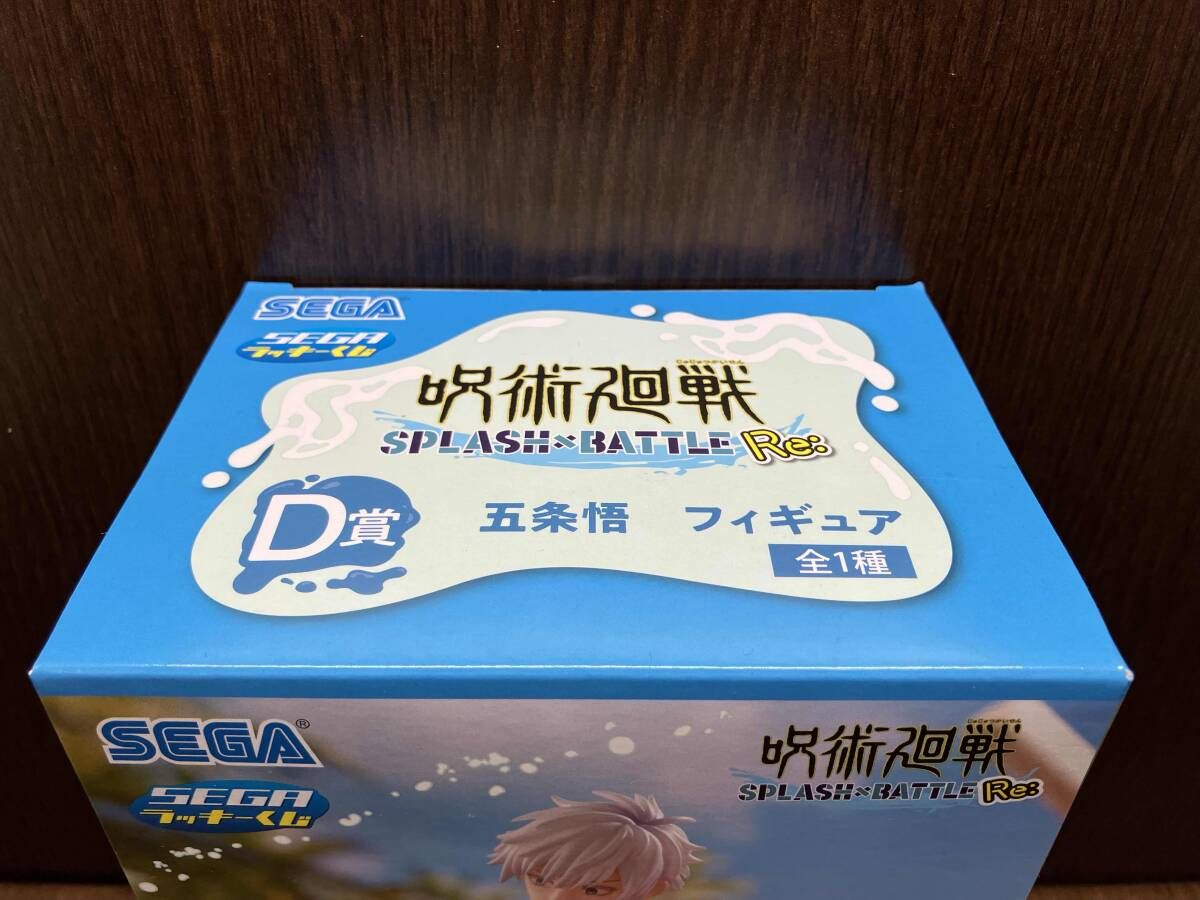 SEGA
SEGA
ラッキーくじ
じゅじゅつかいせん
呪術廻戦
SPLASH×BATTLE Re:
D賞
五条悟 フィギュア
全1種
SEGA®
SEGA
ラッキーくじ
じゅじゅつかいせん
呪術廻戦
SPLASH×BATTLE Re: